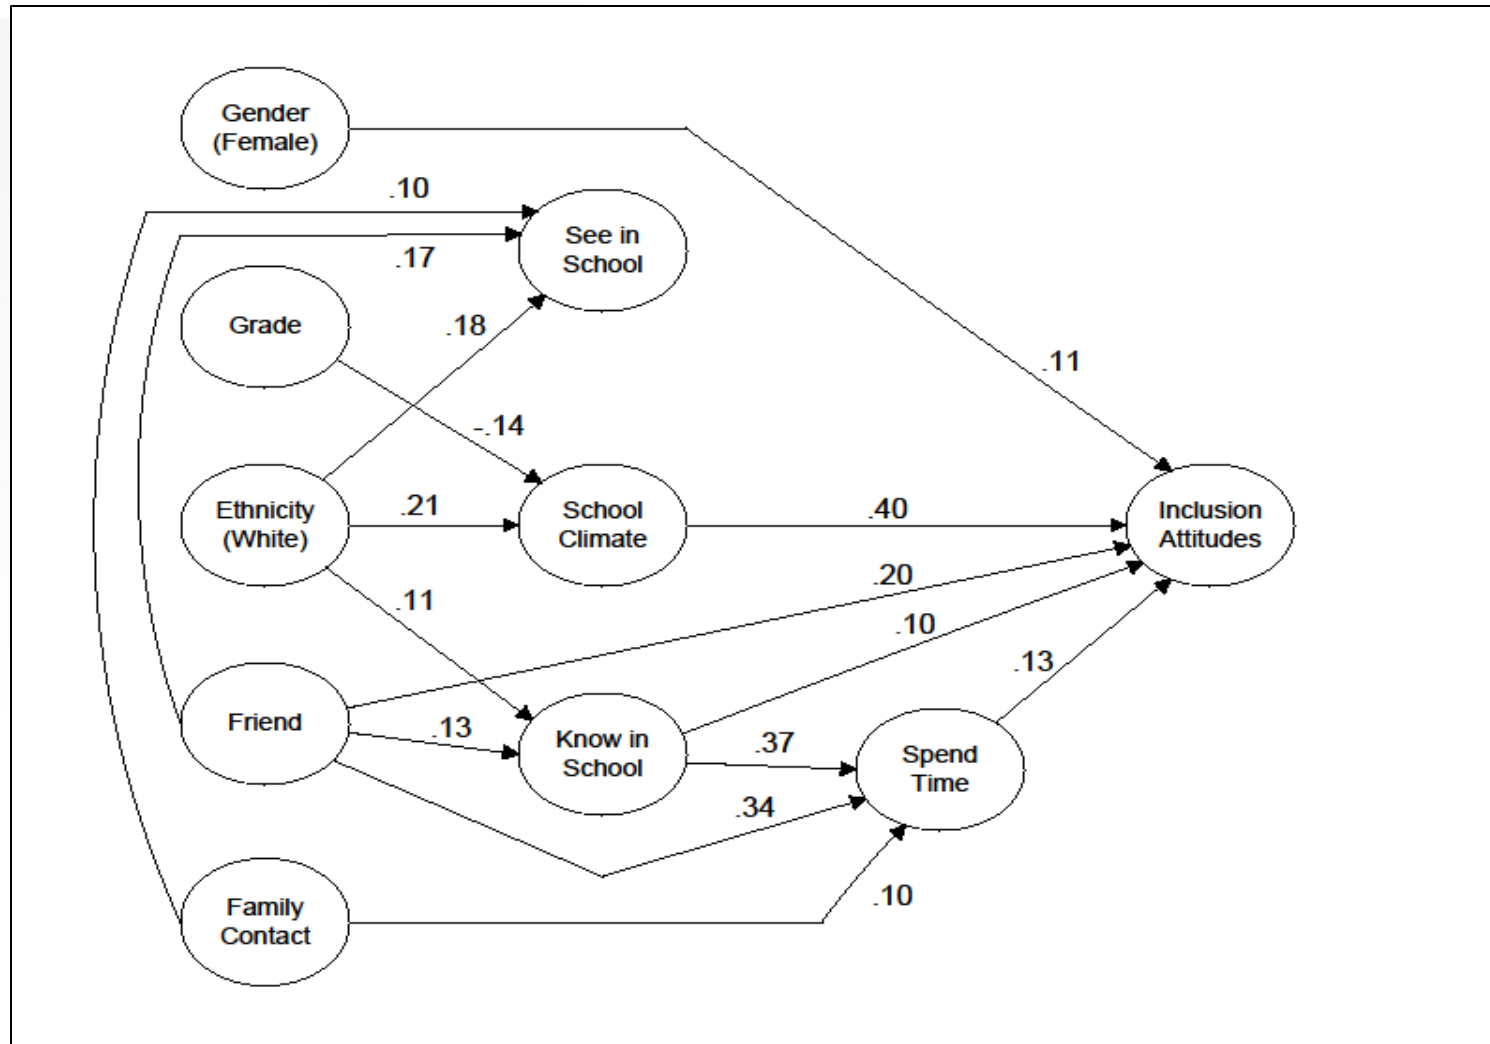 Gender
(Female)
.10
See in
School
.17
Grade
.18
.11
-.14
Ethnicity
(White)
.21
School
Climate
.40
Inclusion
Attitudes
.20
.11
.10
.13
Friend
.13
Know in
School
.37
Spend
Time
.34
Family
Contact
.10